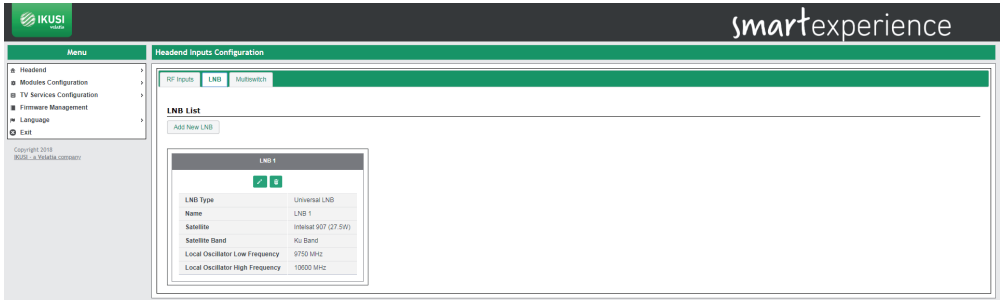 IKUSI
velatia
smartexperience
Menu
Headend
Modules Configuration
TV Services Configuration
Firmware Management
Language
Exit
Copyright 2018
IKUSI - a Velatia company
Headend Inputs Configuration
RF Inputs LNB Multiswitch
LNB List
Add New LNB
LNB 1
LNB Type Universal LNB
Name LNB 1
Satellite Intelsat 907 (27.5W)
Satellite Band Ku Band
Local Oscillator Low Frequency 9750 MHz
Local Oscillator High Frequency 10600 MHz